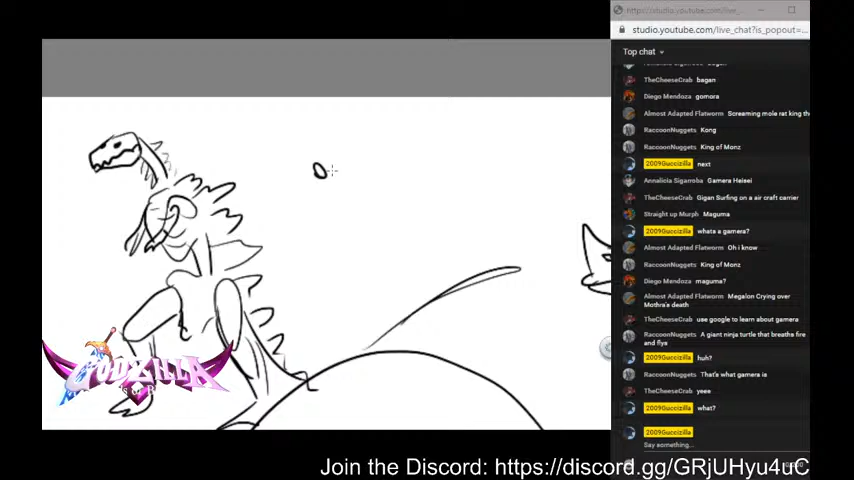 https://studio.youtube.com/live_...
studio.youtube.com/live_chat?is_popout=...
Top chat
TheCheeseCrab bagan
Diego Mendoza gomora
Almost Adapted Flatworm Screaming mole rat king th
RaccoonNuggets Kong
RaccoonNuggets King of Monz
2009Guccizilla next
Annalicia Sigarroba Gamera Heisei
TheCheeseCrab Gigan Surfing on a air craft carrier
Straight up Murph Maguma
2009Guccizilla whats a gamera?
Almost Adapted Flatworm Oh i know
RaccoonNuggets King of Monz
Diego Mendoza maguma?
Almost Adapted Flatworm Megalon Crying over
Mothra's death
TheCheeseCrab use google to learn about gamera
RaccoonNuggets A giant ninja turtle that breaths fire
and flys
2009Guccizilla huh?
RaccoonNuggets That's what gamera is
TheCheeseCrab yeee
2009Guccizilla what?
2009Guccizilla
Say something...
GODZILLA
Join the Discord: https://discord.gg/GRjUHyu4uC